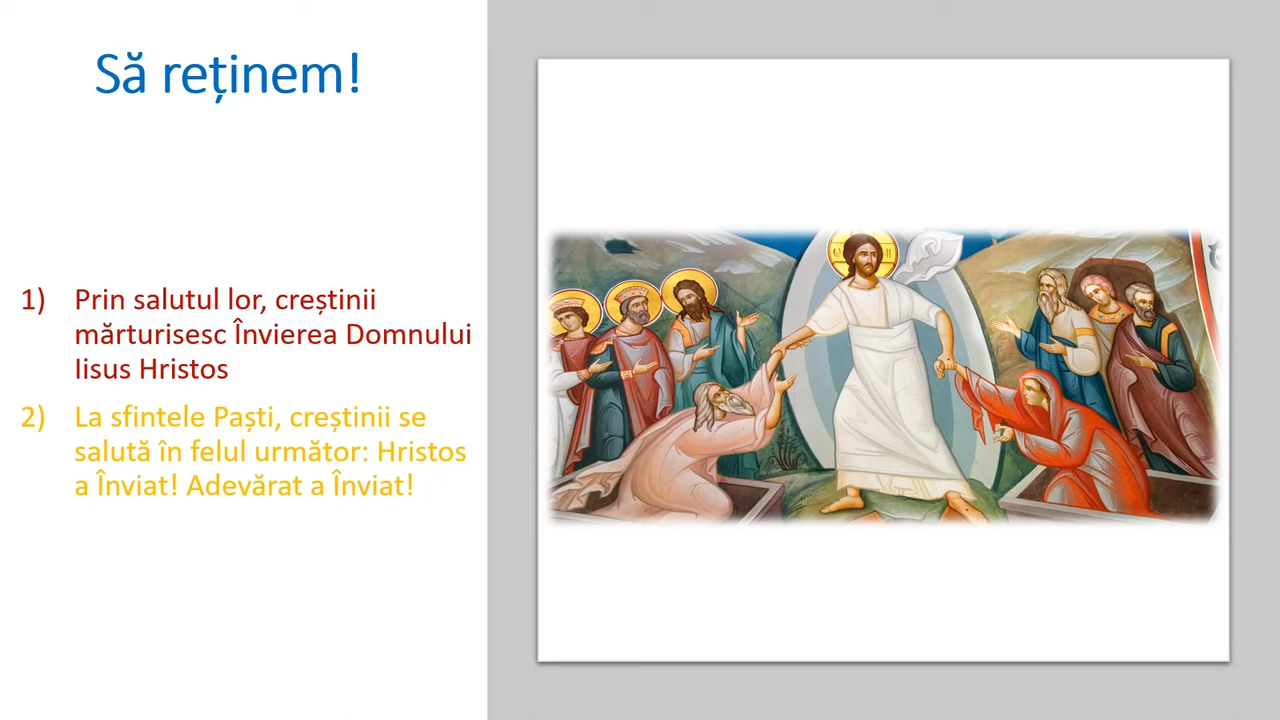 Să reținem!
1) Prin salutul lor, creștinii
mărturisesc Învierea Domnului
Iisus Hristos
2) La sfintele Paști, creștinii se
salută în felul următor: Hristos
a Înviat! Adevărat a Înviat!